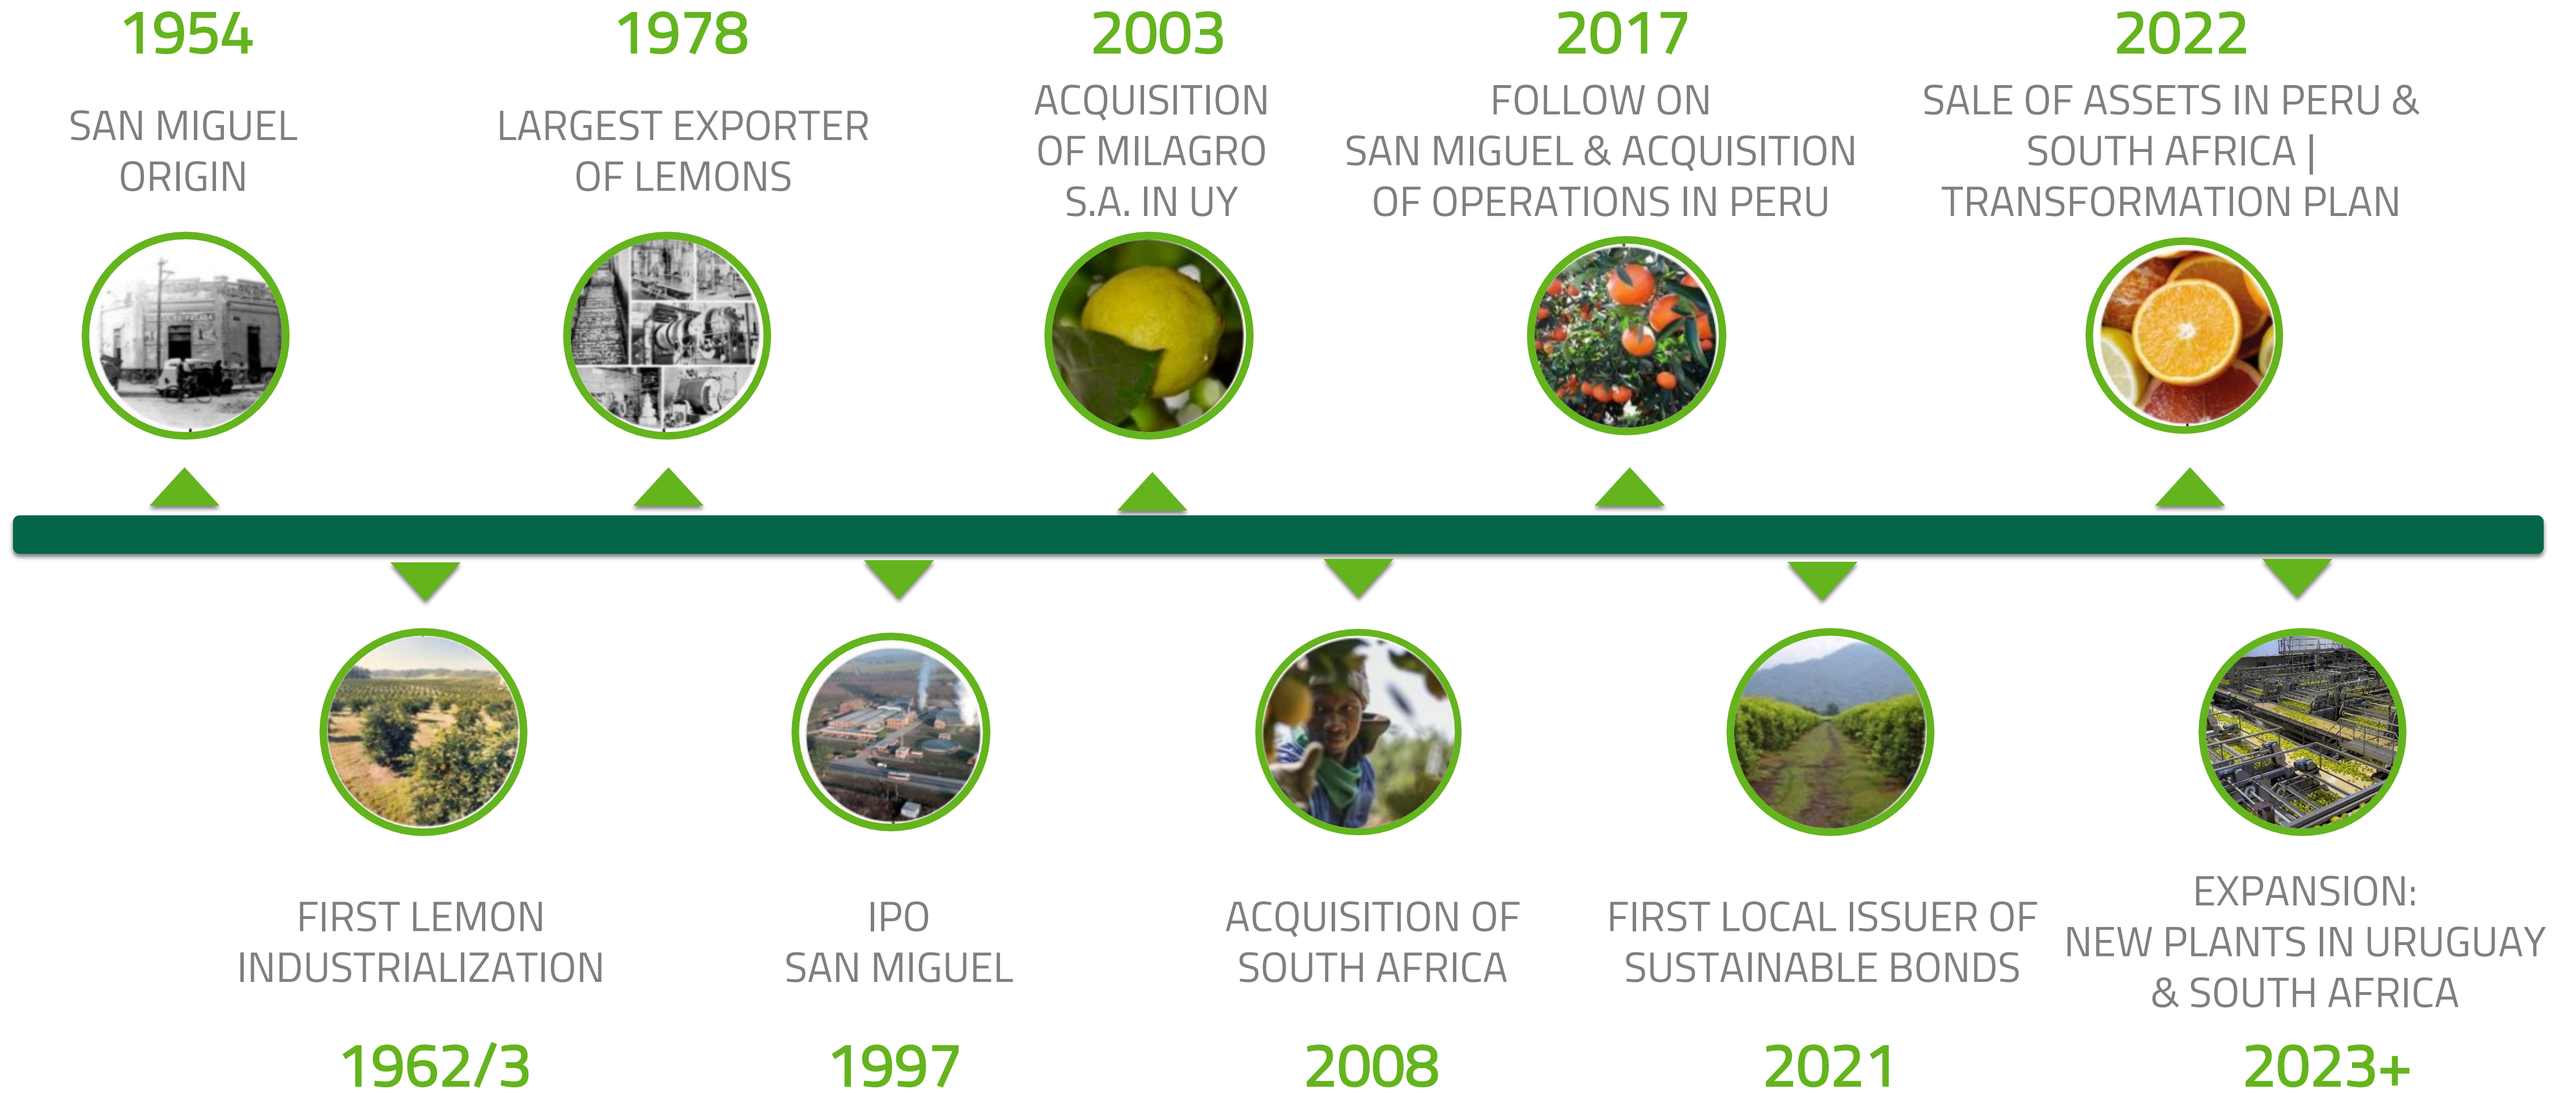 1954
SAN MIGUEL
ORIGIN
1978
LARGEST EXPORTER
OF LEMONS
2003
ACQUISITION
OF MILAGRO
S.A. IN UY
2017
FOLLOW ON
SAN MIGUEL & ACQUISITION
OF OPERATIONS IN PERU
2022
SALE OF ASSETS IN PERU &
SOUTH AFRICA |
TRANSFORMATION PLAN
FIRST LEMON
INDUSTRIALIZATION
1962/3
IPO
SAN MIGUEL
1997
ACQUISITION OF
SOUTH AFRICA
2008
FIRST LOCAL ISSUER OF
SUSTAINABLE BONDS
2021
EXPANSION:
NEW PLANTS IN URUGUAY
& SOUTH AFRICA
2023+